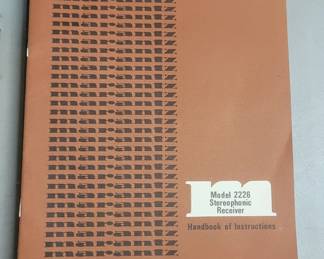 Model 2226
Stereophonic
Receiver
Handbook of Instructions